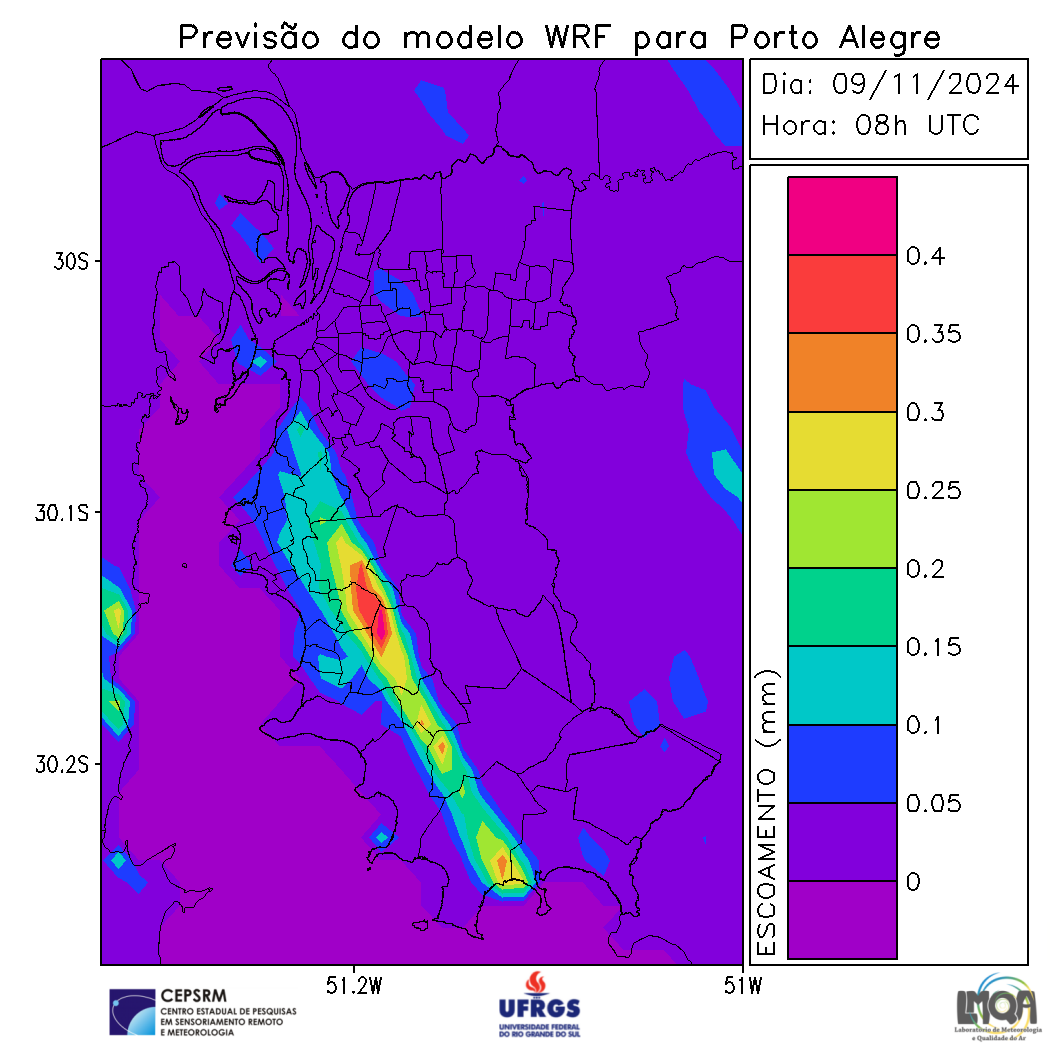 Previsão do modelo WRF para Porto Alegre
Dia: 09/11/2024
Hora: 08h UTC
30S
30.1S
30.2S
51.2W
51W
ESCOAMENTO (mm)
0.4
0.35
0.3
0.25
0.2
0.15
0.1
0.05
0
CEPSRM
CENTRO ESTADUAL DE PESQUISAS
EM SENSORIAMENTO REMOTO
E METEOROLOGIA
UFRGS
UNIVERSIDADE FEDERAL
DO RIO GRANDE DO SUL
LMQA
Laboratório de Meteorologia
e Qualidade do Ar